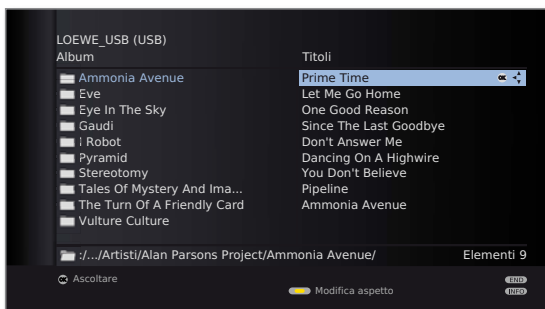 LOEWE_USB (USB)
Album
Titoli
Ammonia Avenue
Eve
Eye In The Sky
Gaudi
I Robot
Pyramid
Stereotomy
Tales Of Mystery And Ima...
The Turn Of A Friendly Card
Vulture Culture
Prime Time OK
Let Me Go Home
One Good Reason
Since The Last Goodbye
Don't Answer Me
Dancing On A Highwire
You Don't Believe
Pipeline
Ammonia Avenue
:/.../Artisti/Alan Parsons Project/Ammonia Avenue/ Elementi 9
OK Ascoltare
Modifica aspetto
END
INFO